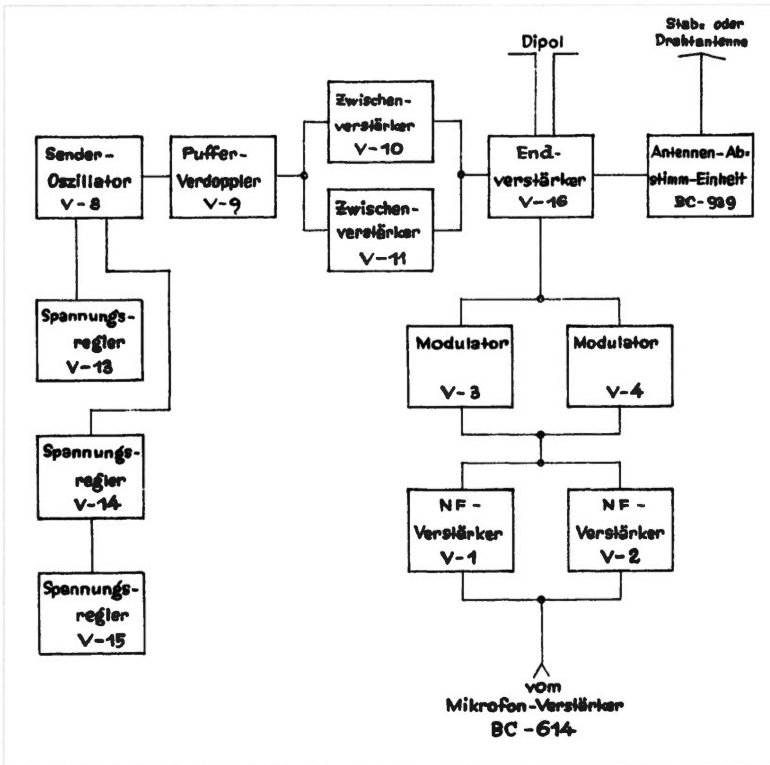 Dipol
Stab- oder
Drahtantenne
Zwischen-
verstärker
V-10
Sender-
Oszillator
V-8
Puffer-
Verdoppler
V-9
End-
verstärker
V-16
Antennen-Ab-
stimm-Einheit
BC-939
Zwischen-
verstärker
V-11
Spannungs-
regler
V-13
Modulator
V-3
Modulator
V-4
Spannungs-
regler
V-14
NF-
Verstärker
V-1
NF-
Verstärker
V-2
Spannungs-
regler
V-15
vom
Mikrofon-Verstärker
BC-614